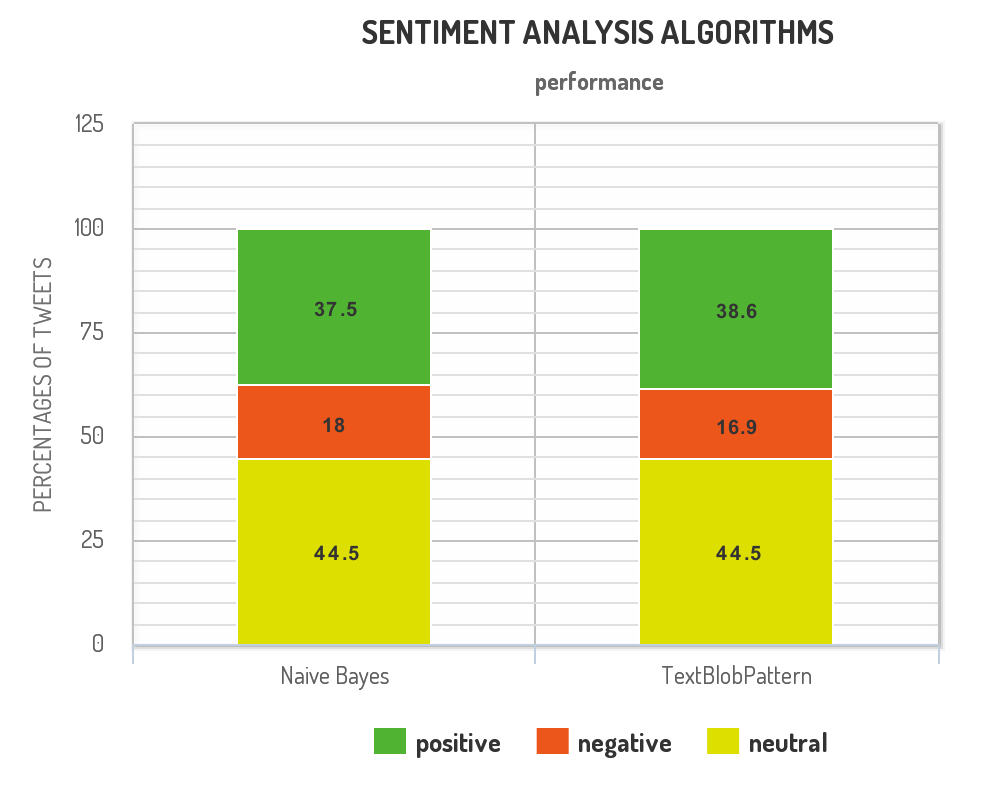 SENTIMENT ANALYSIS ALGORITHMS
performance
PERCENTAGES OF TWEETS
125
100
75
50
25
0
37.5
38.6
18
16.9
44.5
44.5
Naive Bayes
TextBlobPattern
positive negative neutral